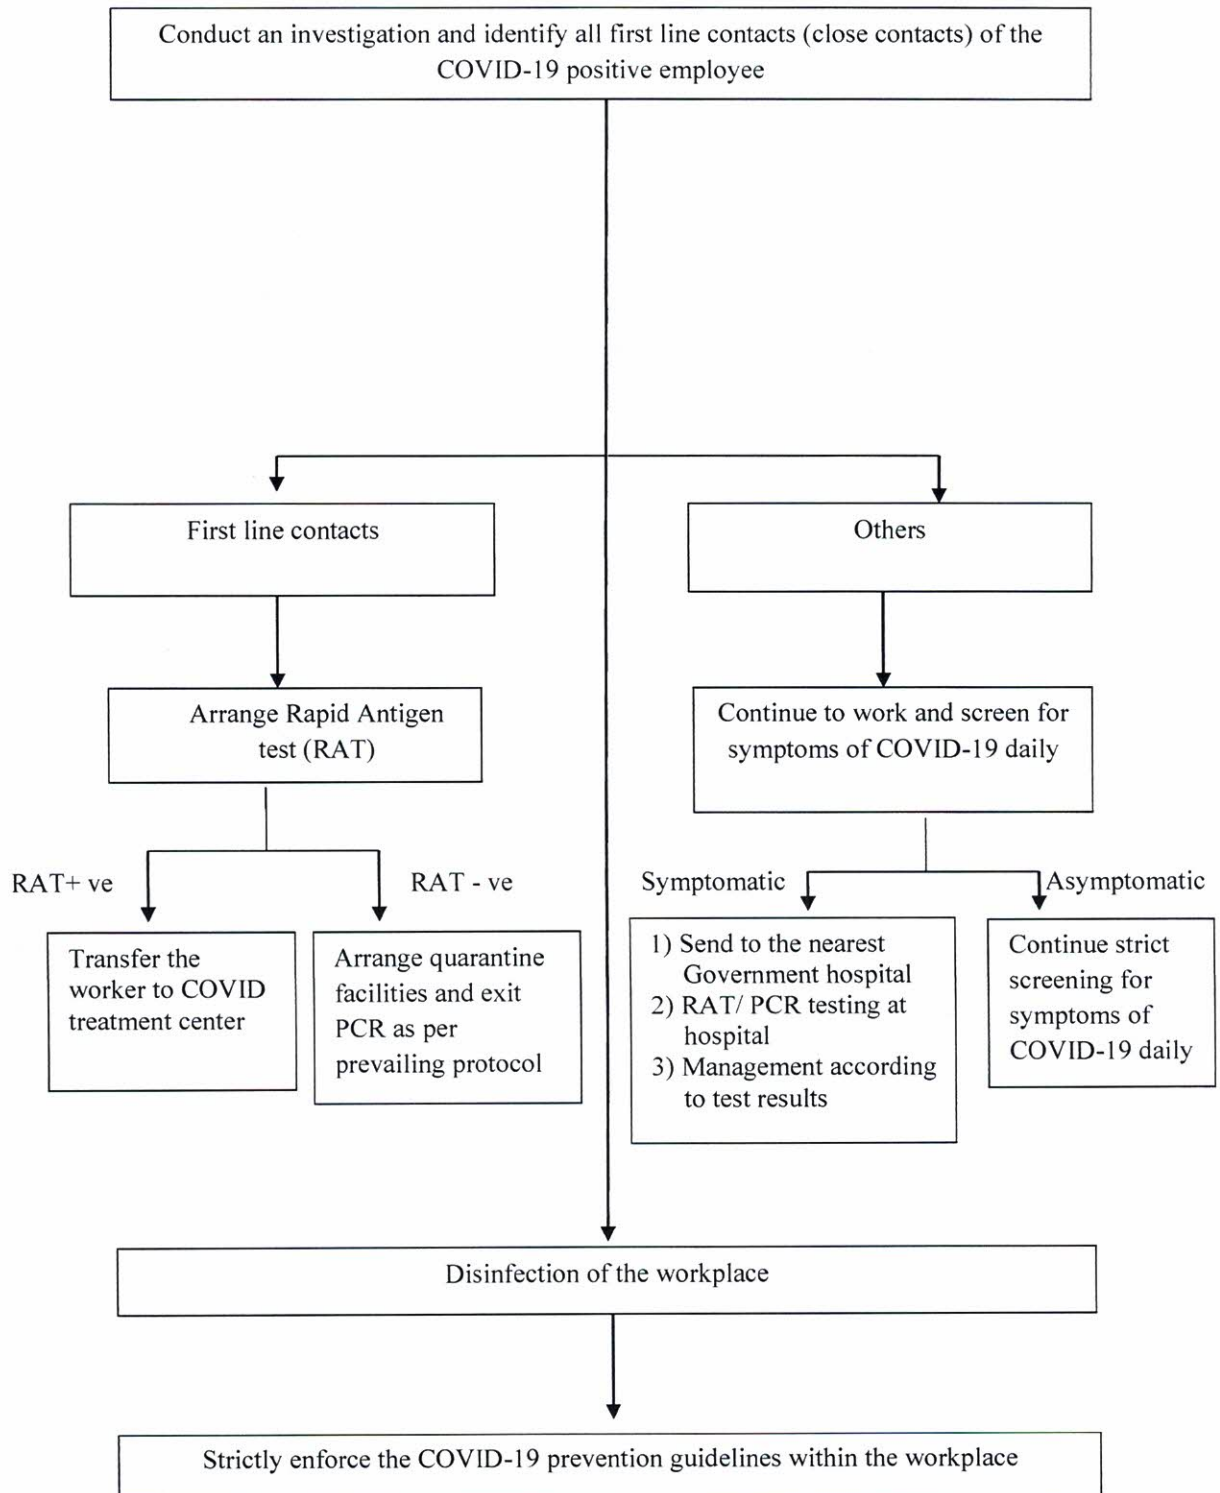 Conduct an investigation and identify all first line contacts (close contacts) of the
COVID-19 positive employee
First line contacts
Others
Arrange Rapid Antigen
test (RAT)
Continue to work and screen for
symptoms of COVID-19 daily
RAT+ ve
RAT - ve
Symptomatic
Asymptomatic
Transfer the
worker to COVID
treatment center
Arrange quarantine
facilities and exit
PCR as per
prevailing protocol
1) Send to the nearest
Government hospital
2) RAT/ PCR testing at
hospital
3) Management according
to test results
Continue strict
screening for
symptoms of
COVID-19 daily
Disinfection of the workplace
Strictly enforce the COVID-19 prevention guidelines within the workplace